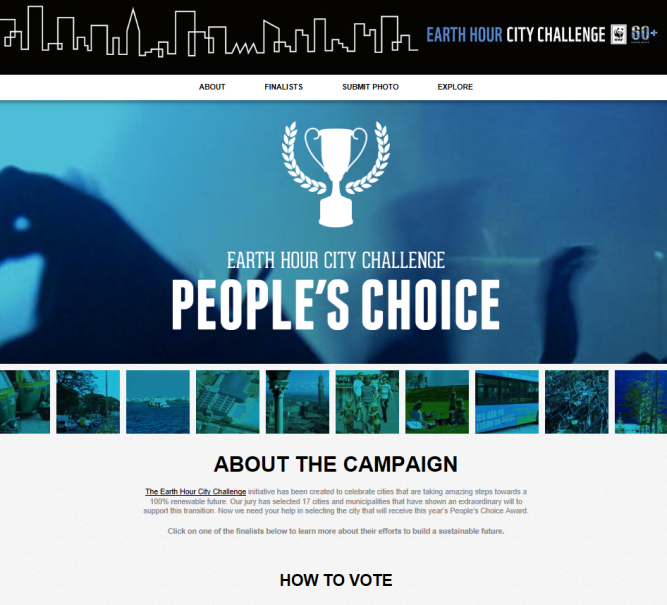 EARTH HOUR CITY CHALLENGE WWF 60+
ABOUT FINALISTS SUBMIT PHOTO EXPLORE
EARTH HOUR CITY CHALLENGE
PEOPLE'S CHOICE
ABOUT THE CAMPAIGN
The Earth Hour City Challenge initiative has been created to celebrate cities that are taking amazing steps towards a
100% renewable future. Our jury has selected 17 cities and municipalities that have shown an extraordinary will to
support this transition. Now we need your help in selecting the city that will receive this year's People's Choice Award.
Click on one of the finalists below to learn more about their efforts to build a sustainable future.
HOW TO VOTE